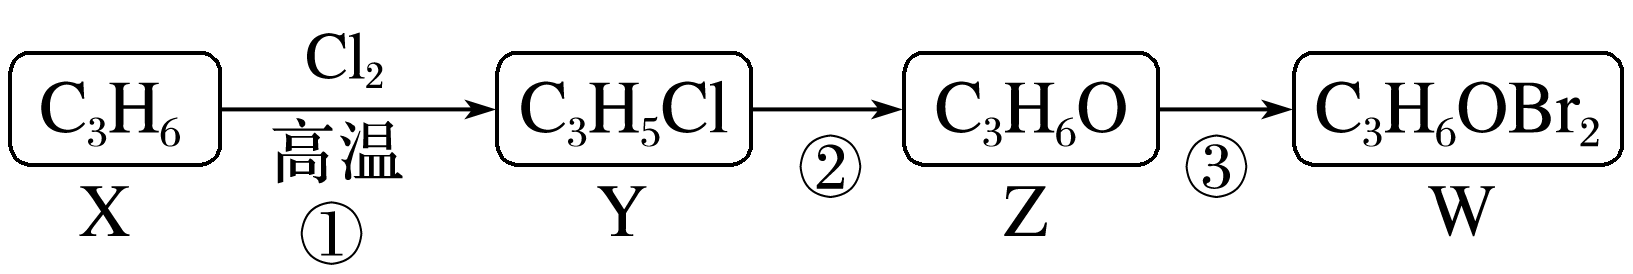 C₃H₆ Cl₂ 高温 ① C₃H₅Cl ② C₃H₆O ③ C₃H₆OBr₂
X Y Z W